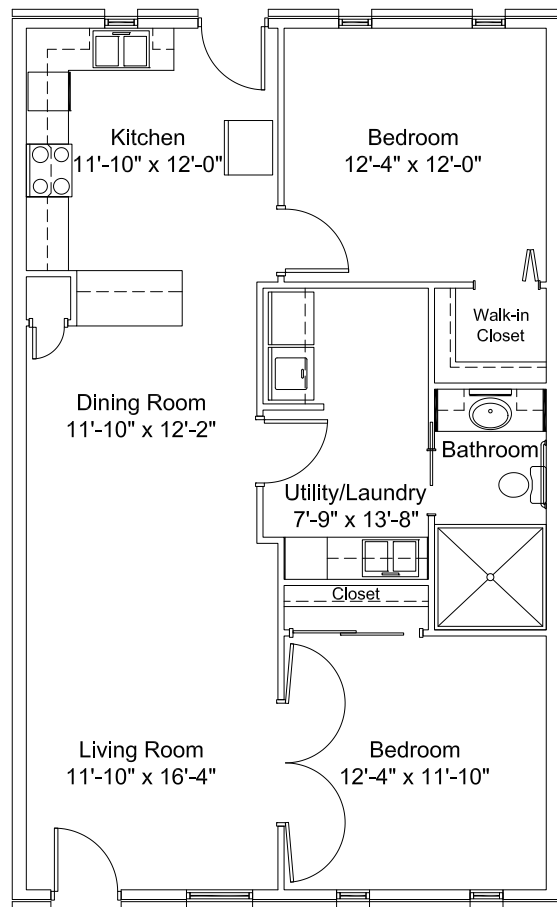 Kitchen
11'-10" x 12'-0"
Bedroom
12'-4" x 12'-0"
Walk-in
Closet
Dining Room
11'-10" x 12'-2"
Bathroom
Utility/Laundry
7'-9" x 13'-8"
Closet
Living Room
11'-10" x 16'-4"
Bedroom
12'-4" x 11'-10"